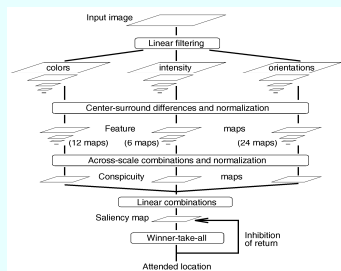 Input image
Linear filtering
colors intensity orientations
Center-surround differences and normalization
Feature maps
(12 maps) (6 maps) (24 maps)
Across-scale combinations and normalization
Conspicuity maps
Linear combinations
Saliency map
Winner-take-all
Inhibition
of return
Attended location